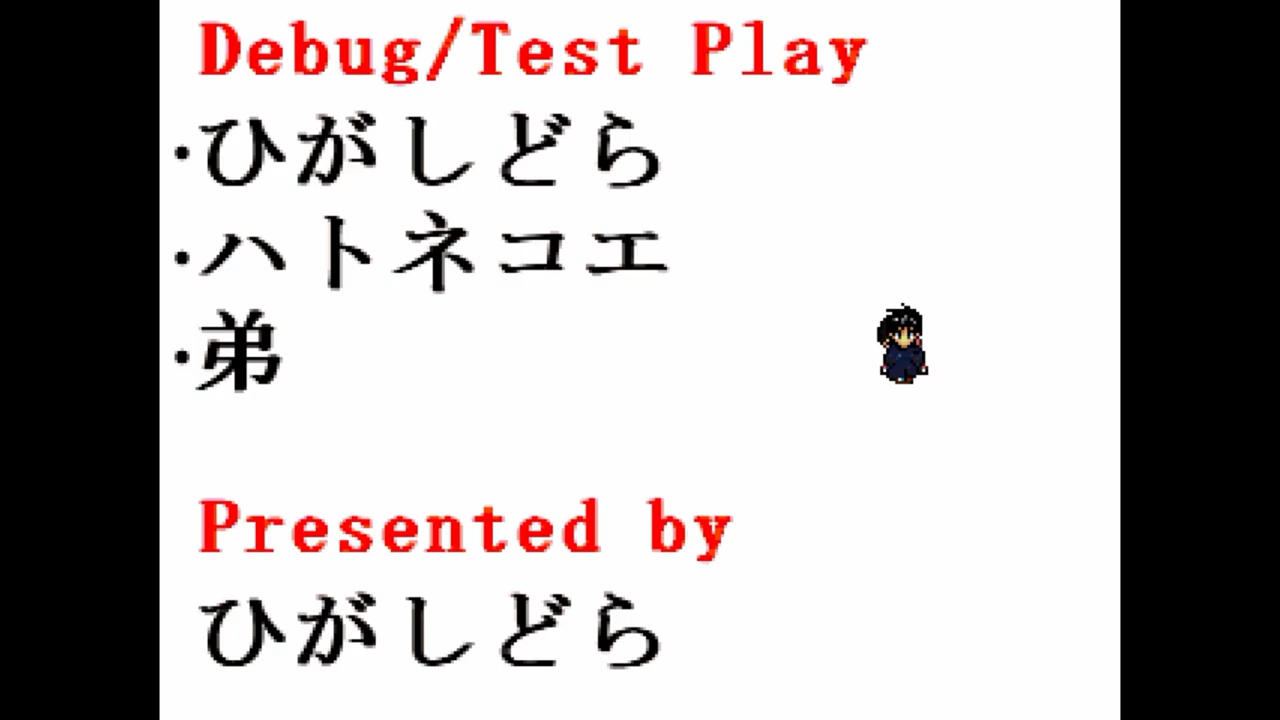 Debug/Test Play
・ひがしどら
・ハトネコエ
・弟
Presented by
ひがしどら